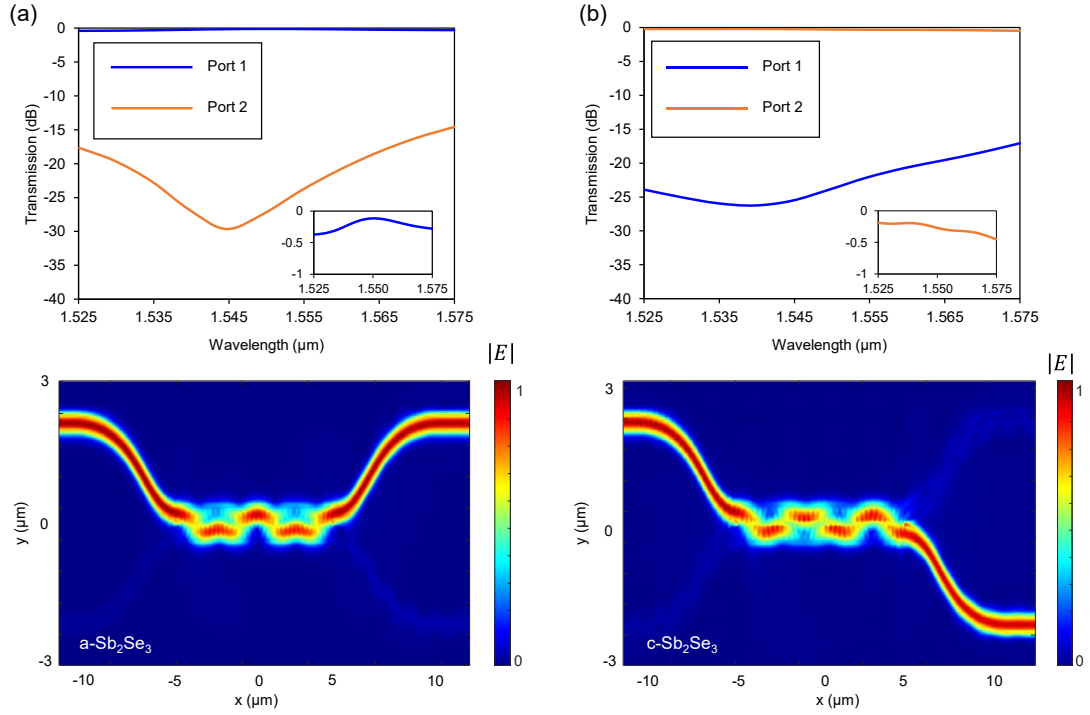 (a)
0
-5
-10
-15
-20
-25
-30
-35
-40
Transmission (dB)
Port 1
Port 2
0
-0.5
-1
1.525 1.550 1.575
1.525 1.535 1.545 1.555 1.565 1.575
Wavelength (µm)
(b)
0
-5
-10
-15
-20
-25
-30
-35
-40
Transmission (dB)
Port 1
Port 2
0
-0.5
-1
1.525 1.550 1.575
1.525 1.535 1.545 1.555 1.565 1.575
Wavelength (µm)
|E|
3
0
-3
y (µm)
a-Sb₂Se₃
1
0
-10 -5 0 5 10
x (µm)
|E|
3
0
-3
y (µm)
c-Sb₂Se₃
1
0
-10 -5 0 5 10
x (µm)